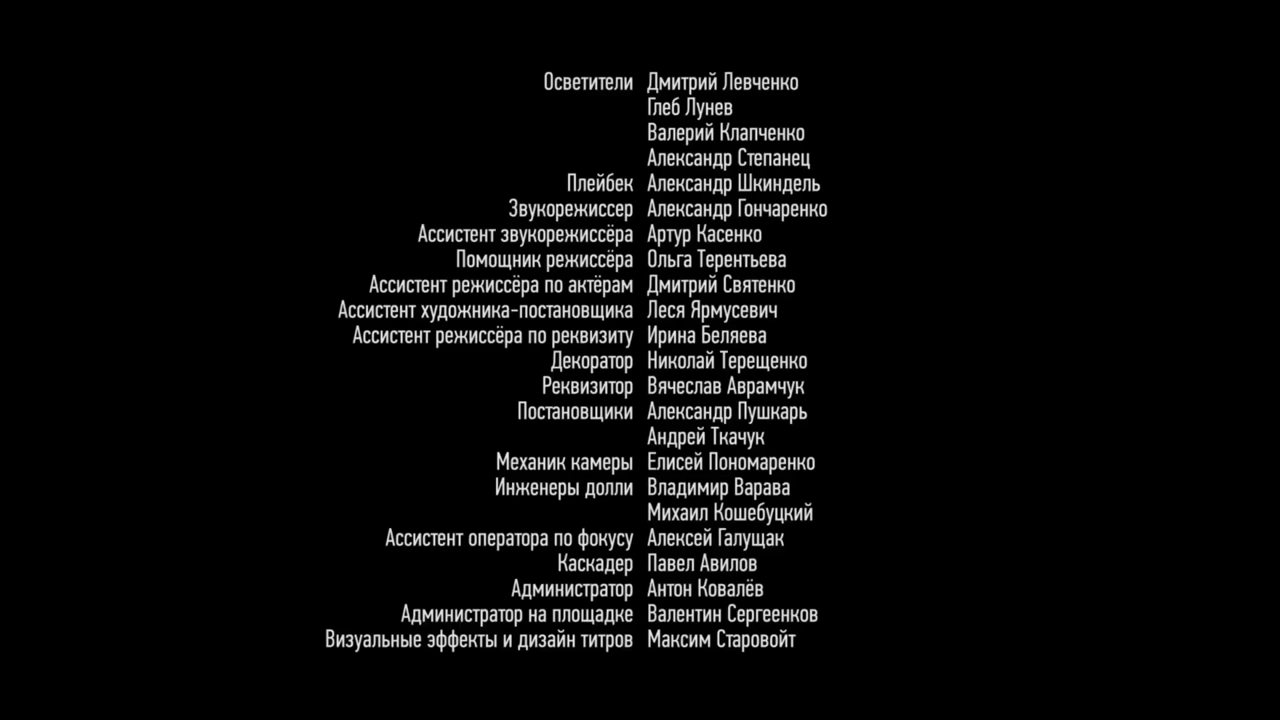 Осветители Дмитрий Левченко
Глеб Лунев
Валерий Клапченко
Александр Степанец
Плейбек Александр Шкиндель
Звукорежиссер Александр Гончаренко
Ассистент звукорежиссёра Артур Касенко
Помощник режиссёра Ольга Терентьева
Ассистент режиссёра по актёрам Дмитрий Святенко
Ассистент художника-постановщика Леся Ярмусевич
Ассистент режиссёра по реквизиту Ирина Беляева
Декоратор Николай Терещенко
Реквизитор Вячеслав Аврамчук
Постановщики Александр Пушкарь
Андрей Ткачук
Механик камеры Елисей Пономаренко
Инженеры долли Владимир Варава
Михаил Кошебуцкий
Ассистент оператора по фокусу Алексей Галущак
Каскадер Павел Авилов
Администратор Антон Ковалёв
Администратор на площадке Валентин Сергеенков
Визуальные эффекты и дизайн титров Максим Старовойт